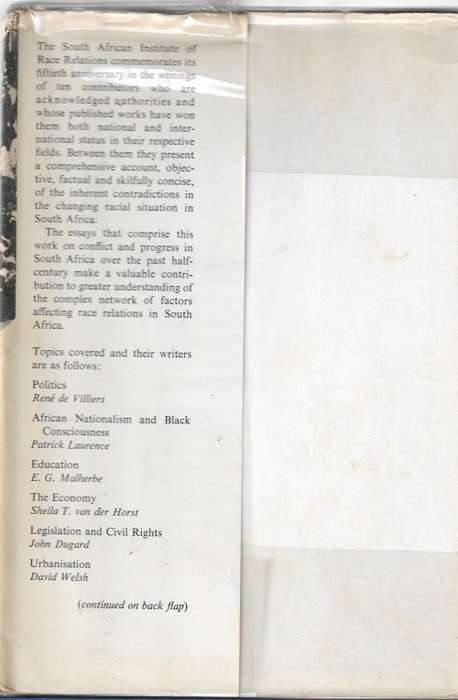 The South African Institute of
Race Relations commemorates its
fiftieth anniversary in the writings
of ten contributors who are
acknowledged authorities and
whose published works have won
them both national and inter-
national status in their respective
fields. Between them they present
a comprehensive account, objec-
tive, factual and skilfully concise,
of the inherent contradictions in
the changing racial situation in
South Africa.
The essays that comprise this
work on conflict and progress in
South Africa over the past half-
century make a valuable contri-
bution to greater understanding of
the complex network of factors
affecting race relations in South
Africa.
Topics covered and their writers
are as follows:
Politics
René de Villiers
African Nationalism and Black
Consciousness
Patrick Laurence
Education
E. G. Malherbe
The Economy
Sheila T. van der Horst
Legislation and Civil Rights
John Dugard
Urbanisation
David Welsh
(continued on back flap)